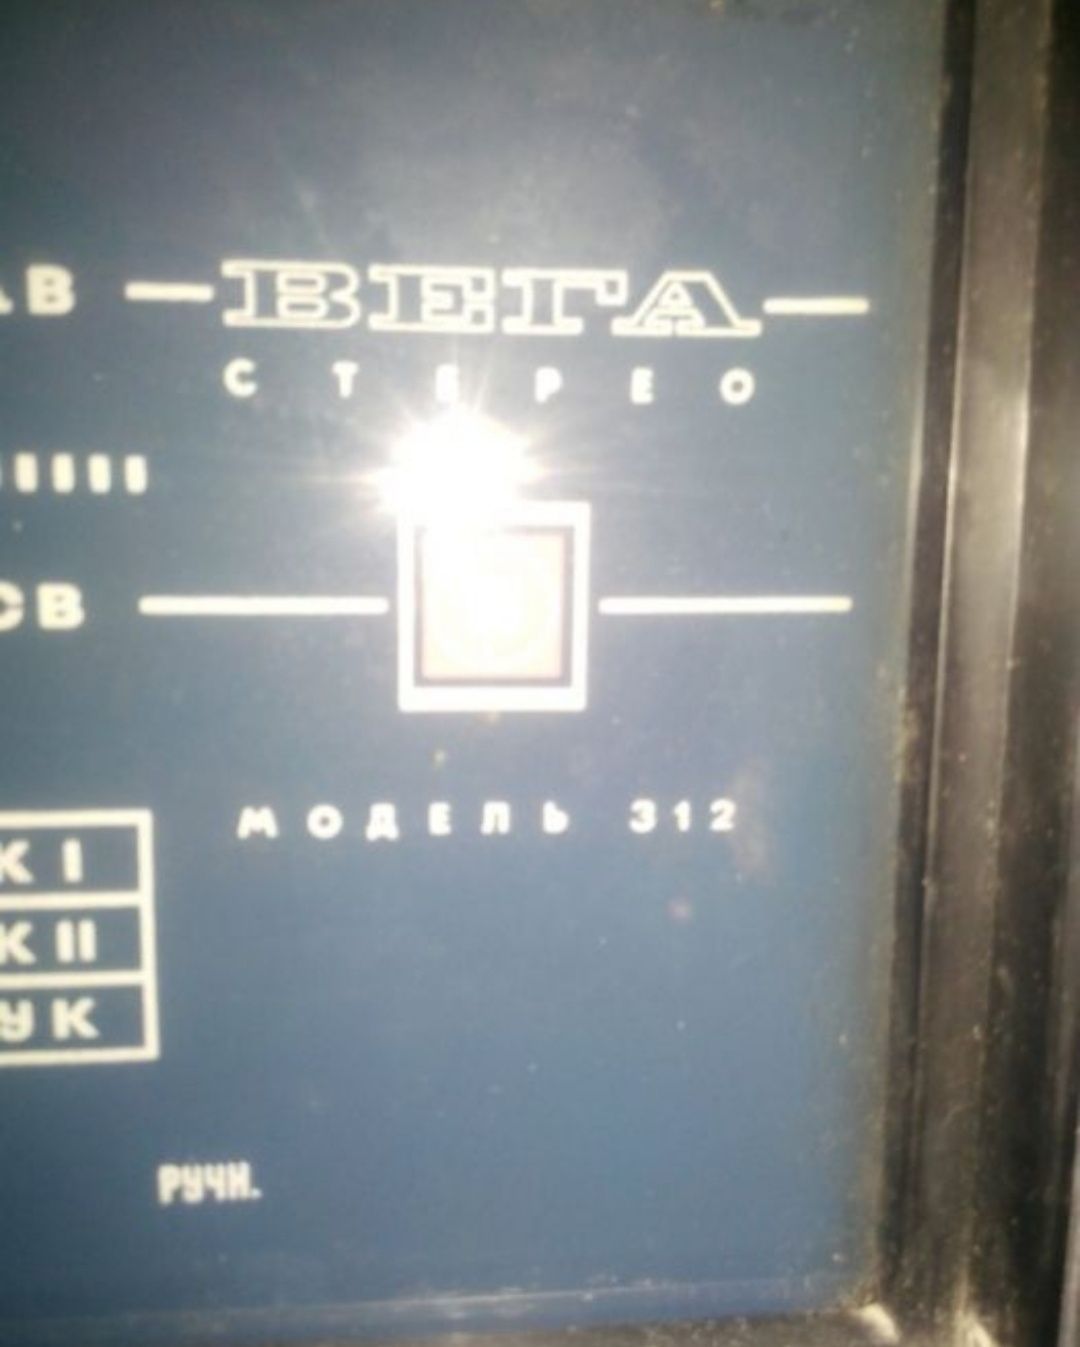 В
ВЕГА
СТЕРЕО
СВ
МОДЕЛЬ 312
К I
К II
УК
РУЧН.